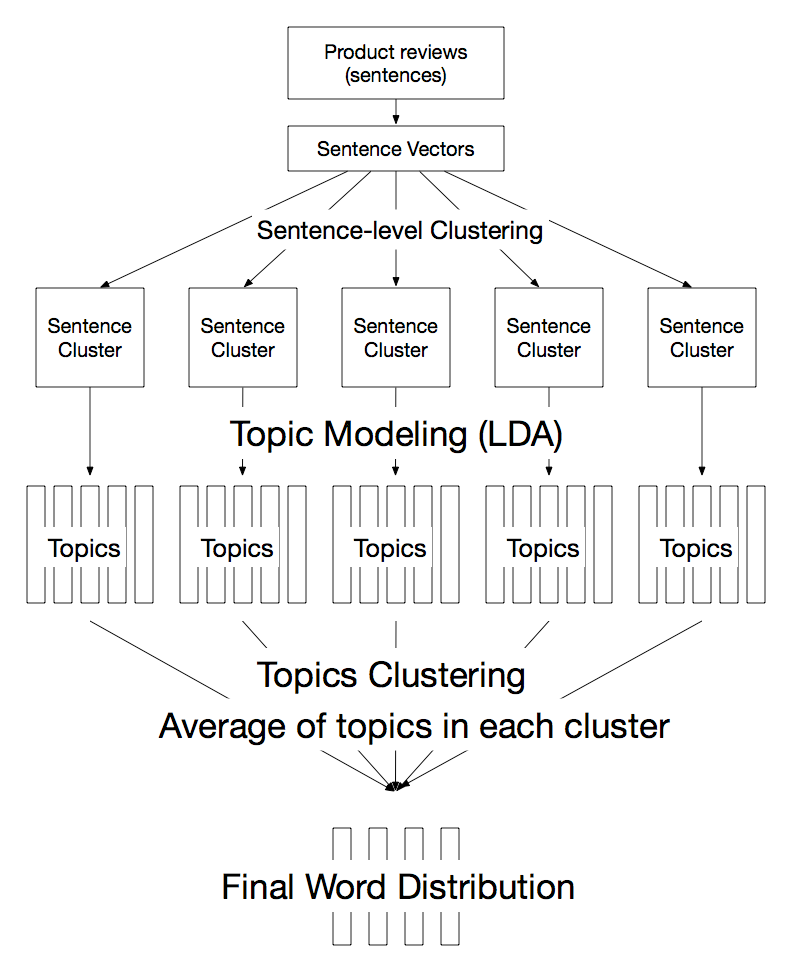 Product reviews
(sentences)
Sentence Vectors
Sentence-level Clustering
Sentence
Cluster
Sentence
Cluster
Sentence
Cluster
Sentence
Cluster
Sentence
Cluster
Topic Modeling (LDA)
Topics
Topics
Topics
Topics
Topics
Topics Clustering
Average of topics in each cluster
Final Word Distribution